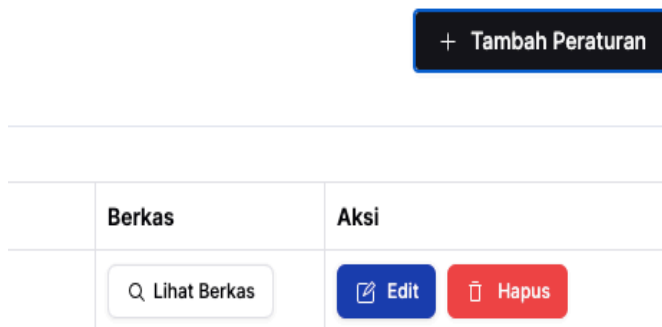 + Tambah Peraturan
Berkas Aksi
Lihat Berkas Edit Hapus